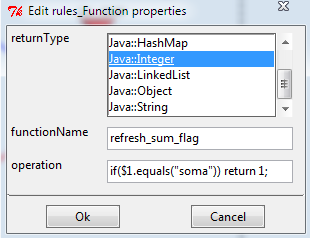 Edit rules_Function properties
returnType
Java::HashMap
Java::Integer
Java::LinkedList
Java::Object
Java::String
functionName
refresh_sum_flag
operation
if($1.equals("soma")) return 1;
Ok
Cancel